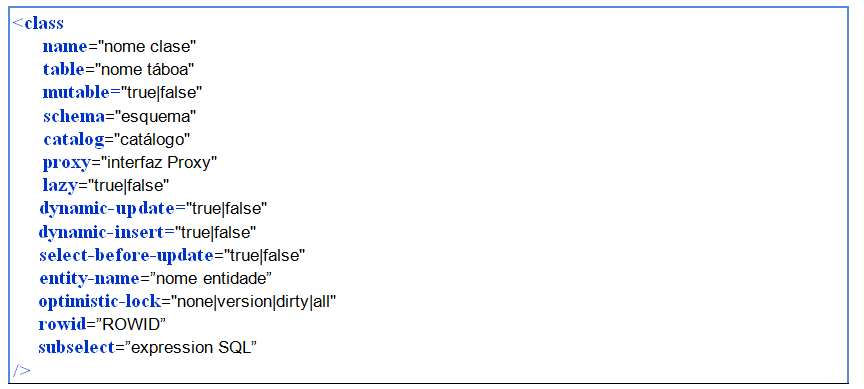 <class
name="nome clase"
table="nome táboa"
mutable="true|false"
schema="esquema"
catalog="catálogo"
proxy="interfaz Proxy"
lazy="true|false"
dynamic-update="true|false"
dynamic-insert="true|false"
select-before-update="true|false"
entity-name=”nome entidade”
optimistic-lock="none|version|dirty|all"
rowid=”ROWID”
subselect=”expression SQL”
/>